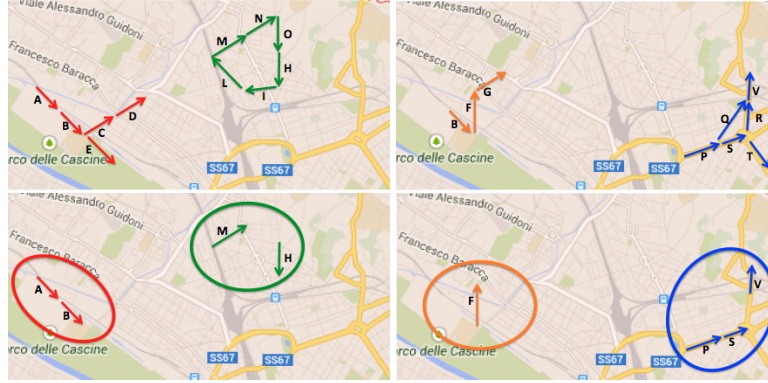 Viale Alessandro Guidoni
Francesco Baracca
A
B
C
D
E
M
N
O
H
I
L
arco delle Cascine
SS67
SS67
Viale Alessandro Guidoni
Francesco Baracca
B
F
G
V
Q
R
P
S
T
arco delle Cascine
SS67
SS67
Viale Alessandro Guidoni
Francesco Baracca
A
B
M
H
arco delle Cascine
SS67
SS67
Viale Alessandro Guidoni
Francesco Baracca
F
V
P
S
arco delle Cascine
SS67
SS67